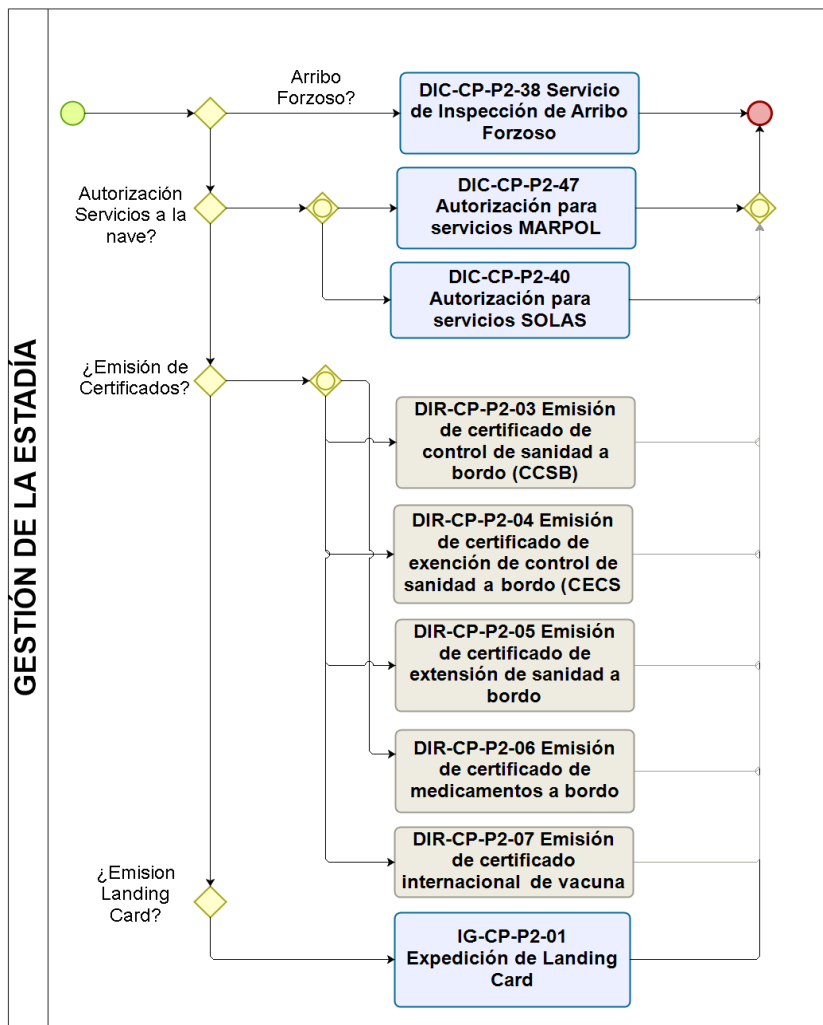 GESTIÓN DE LA ESTADÍA
Arribo
Forzoso?
DIC-CP-P2-38 Servicio
de Inspección de Arribo
Forzoso
Autorización
Servicios a la
nave?
DIC-CP-P2-47
Autorización para
servicios MARPOL
DIC-CP-P2-40
Autorización para
servicios SOLAS
¿Emisión de
Certificados?
DIR-CP-P2-03 Emisión
de certificado de
control de sanidad a
bordo (CCSB)
DIR-CP-P2-04 Emisión
de certificado de
exención de control de
sanidad a bordo (CECS
DIR-CP-P2-05 Emisión
de certificado de
extensión de sanidad a
bordo
DIR-CP-P2-06 Emisión
de certificado de
medicamentos a bordo
DIR-CP-P2-07 Emisión
de certificado
internacional de vacuna
¿Emision
Landing
Card?
IG-CP-P2-01
Expedición de Landing
Card